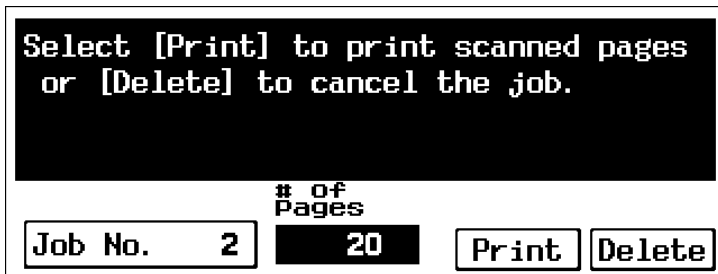 Select [Print] to print scanned pages
or [Delete] to cancel the job.
# of
Pages
Job No. 2 20 Print Delete